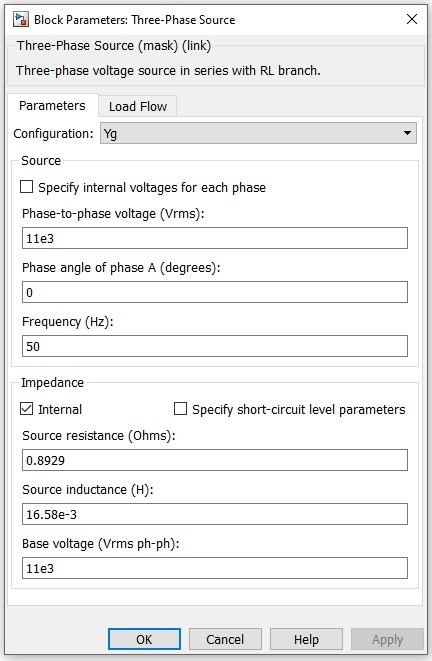 Block Parameters: Three-Phase Source
Three-Phase Source (mask) (link)
Three-phase voltage source in series with RL branch.
Parameters Load Flow
Configuration: Yg
Source
Specify internal voltages for each phase
Phase-to-phase voltage (Vrms):
11e3
Phase angle of phase A (degrees):
0
Frequency (Hz):
50
Impedance
Internal Specify short-circuit level parameters
Source resistance (Ohms):
0.8929
Source inductance (H):
16.58e-3
Base voltage (Vrms ph-ph):
11e3
OK Cancel Help Apply